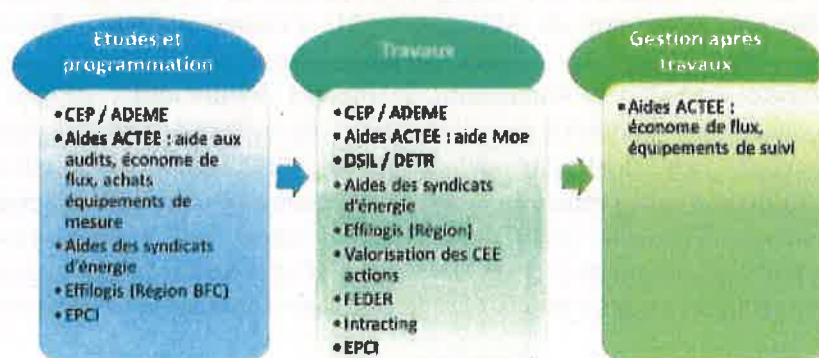 Etudes et
programmation
• CEP / ADEME
• Aides ACTEE : aide aux
audits, économe de
flux, achats
équipements de
mesure
• Aides des syndicats
d'énergie
• Effilogis (Région BFC)
• EPCI
Travaux
• CEP / ADEME
• Aides ACTEE : aide Moe
• DSIL / DETR
• Aides des syndicats
d'énergie
• Effilogis (Région)
• Valorisation des CEE
actions
• FEDER
• Intracting
• EPCI
Gestion après
travaux
• Aides ACTEE :
économe de flux,
équipements de suivi